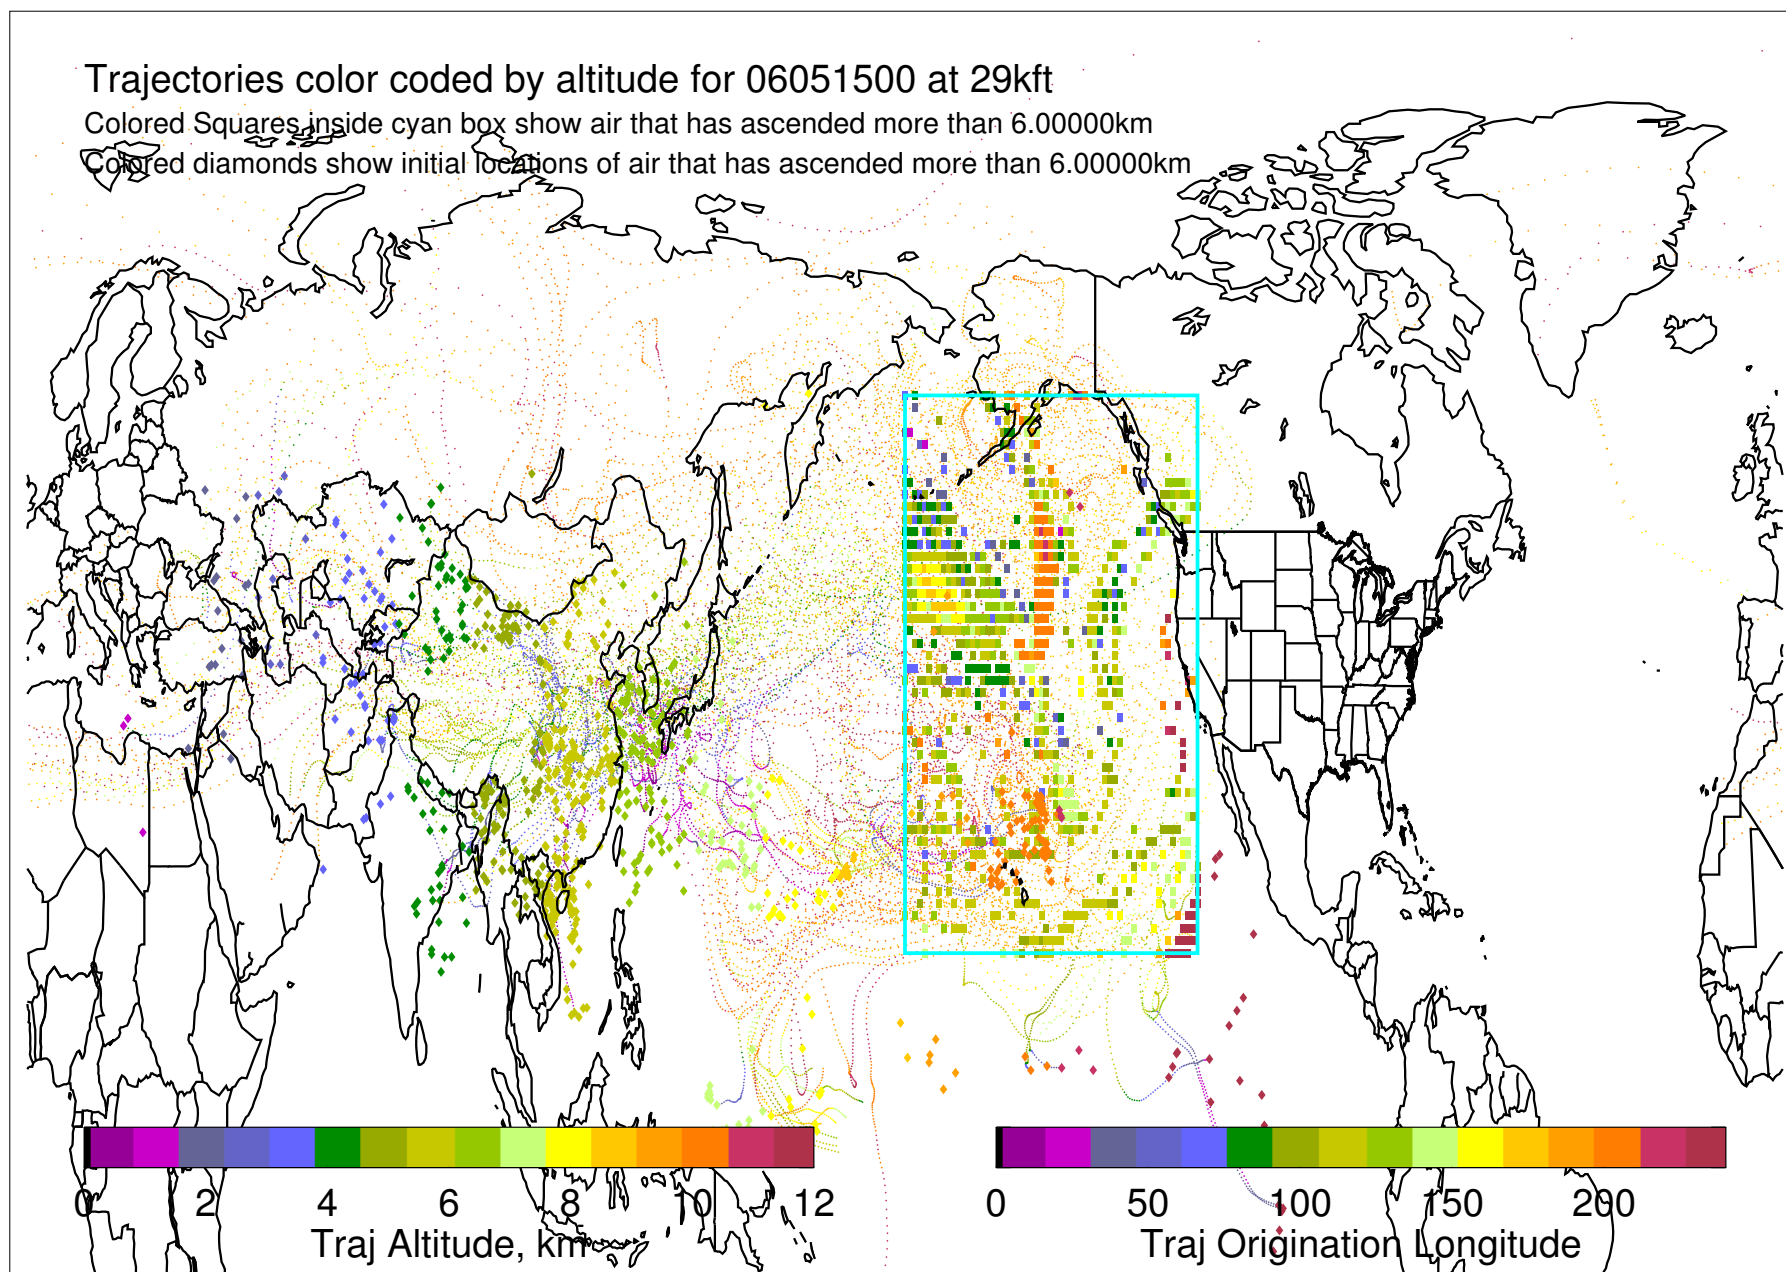 Trajectories color coded by altitude for 06051500 at 29kft
Colored Squares inside cyan box show air that has ascended more than 6.00000km
Colored diamonds show initial locations of air that has ascended more than 6.00000km
0 2 4 6 8 10 12
Traj Altitude, km
0 50 100 150 200
Traj Origination Longitude